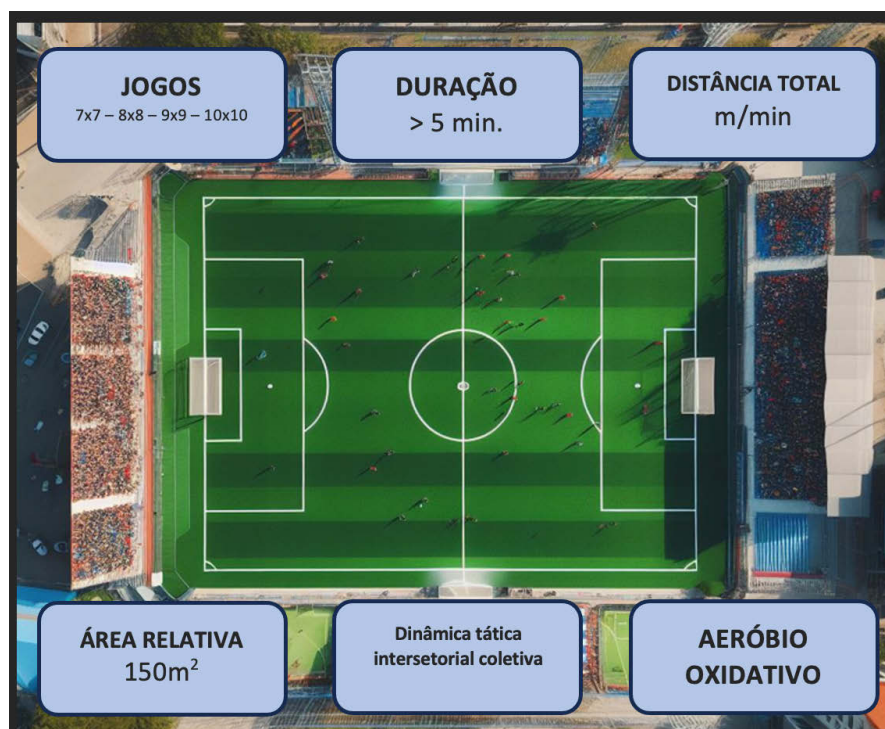 JOGOS
7x7 – 8x8 – 9x9 – 10x10
DURAÇÃO
> 5 min.
DISTÂNCIA TOTAL
m/min
ÁREA RELATIVA
150m²
Dinâmica tática
intersetorial coletiva
AERÓBIO
OXIDATIVO